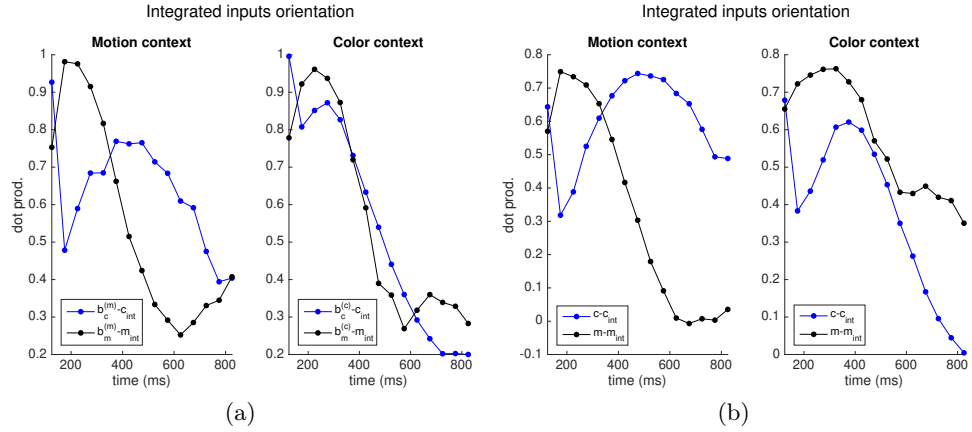 Integrated inputs orientation
Integrated inputs orientation
Motion context
Color context
Motion context
Color context
dot prod.
1
0.9
0.8
0.7
0.6
0.5
0.4
0.3
0.2
b_c^(m)-c_int
b_m^(m)-m_int
200 400 600 800
time (ms)
1
0.9
0.8
0.7
0.6
0.5
0.4
0.3
0.2
b_c^(c)-c_int
b_m^(c)-m_int
200 400 600 800
time (ms)
dot prod.
0.8
0.7
0.6
0.5
0.4
0.3
0.2
0.1
0
-0.1
c-c_int
m-m_int
200 400 600 800
time (ms)
0.8
0.7
0.6
0.5
0.4
0.3
0.2
0.1
0
c-c_int
m-m_int
200 400 600 800
time (ms)
(a)
(b)